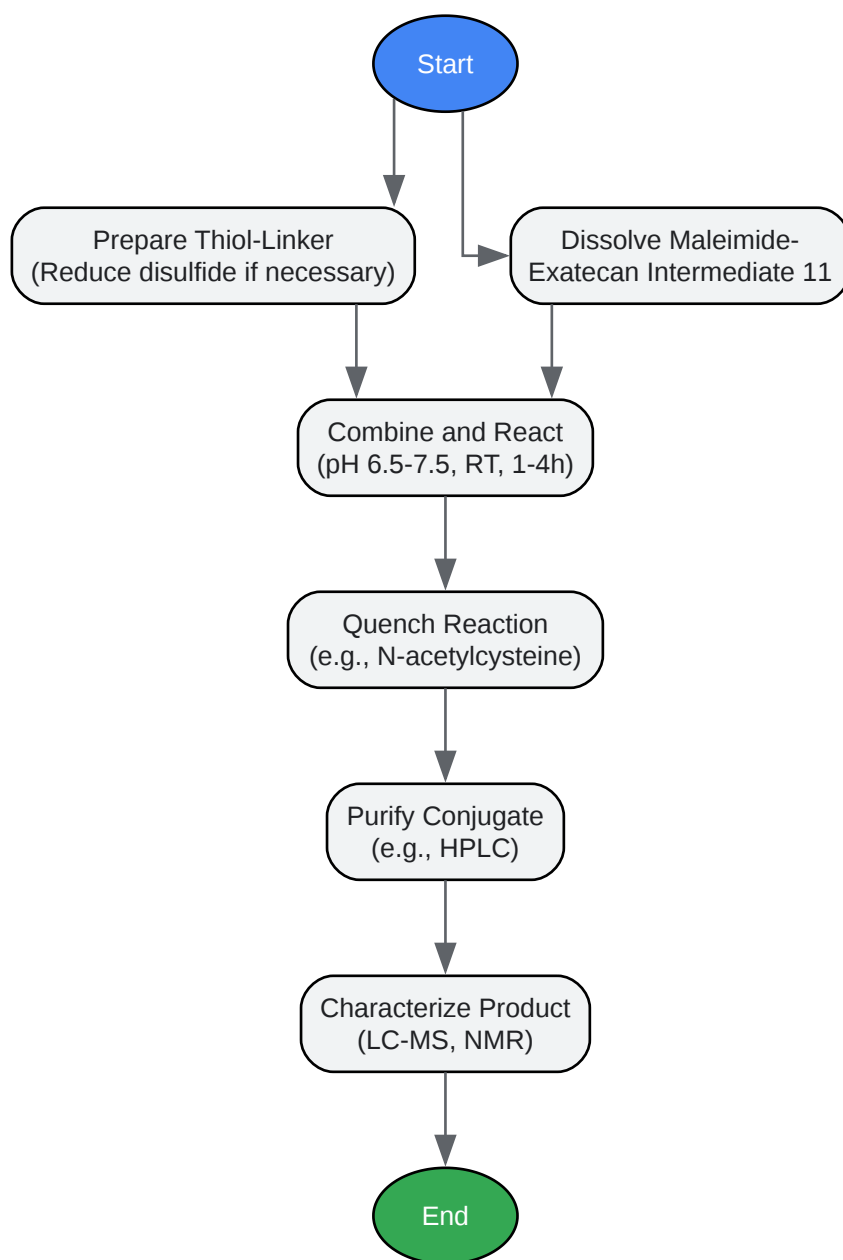 Start
Prepare Thiol-Linker
(Reduce disulfide if necessary)
Dissolve Maleimide-
Exatecan Intermediate 11
Combine and React
(pH 6.5-7.5, RT, 1-4h)
Quench Reaction
(e.g., N-acetylcysteine)
Purify Conjugate
(e.g., HPLC)
Characterize Product
(LC-MS, NMR)
End